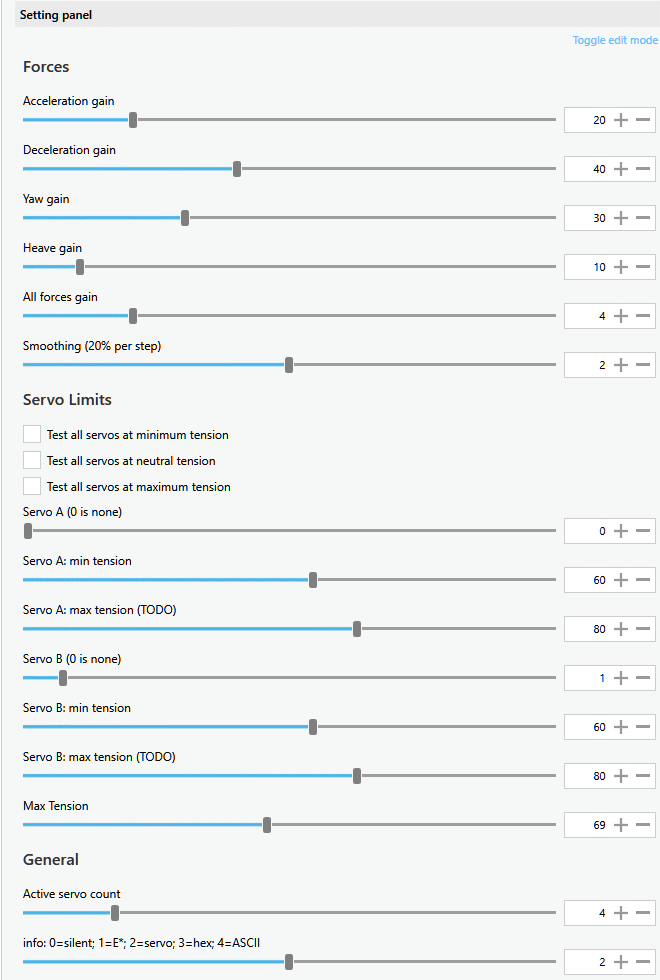 Setting panel
Toggle edit mode
Forces
Acceleration gain
20
Deceleration gain
40
Yaw gain
30
Heave gain
10
All forces gain
4
Smoothing (20% per step)
2
Servo Limits
Test all servos at minimum tension
Test all servos at neutral tension
Test all servos at maximum tension
Servo A (0 is none)
0
Servo A: min tension
60
Servo A: max tension (TODO)
80
Servo B (0 is none)
1
Servo B: min tension
60
Servo B: max tension (TODO)
80
Max Tension
69
General
Active servo count
4
info: 0=silent; 1=E*; 2=servo; 3=hex; 4=ASCII
2